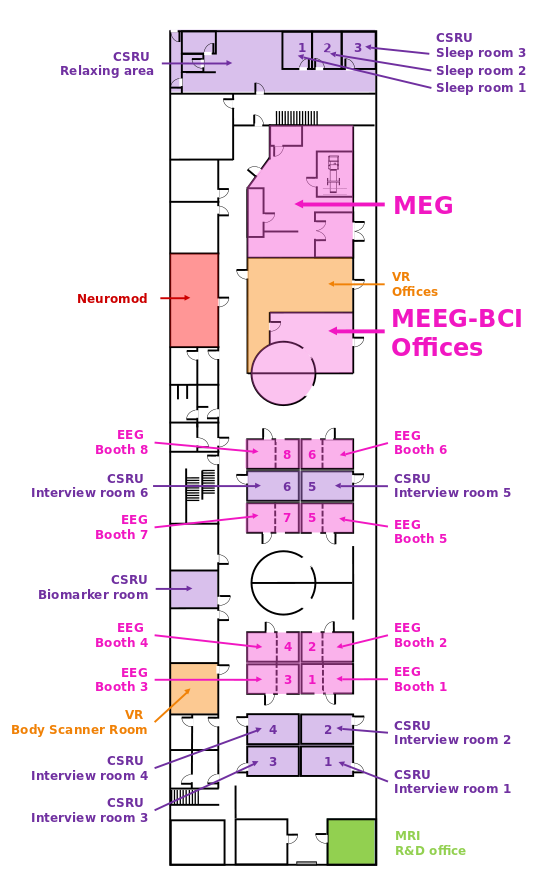 CSRU
Relaxing area
1
2
3
CSRU
Sleep room 3
Sleep room 2
Sleep room 1
MEG
Neuromod
VR
Offices
MEEG-BCI
Offices
EEG
Booth 8
8
6
EEG
Booth 6
CSRU
Interview room 6
6
5
CSRU
Interview room 5
EEG
Booth 7
7
5
EEG
Booth 5
CSRU
Biomarker room
EEG
Booth 4
4
2
EEG
Booth 2
EEG
Booth 3
3
1
EEG
Booth 1
VR
Body Scanner Room
4
2
CSRU
Interview room 2
CSRU
Interview room 4
3
1
CSRU
Interview room 1
CSRU
Interview room 3
MRI
R&D office